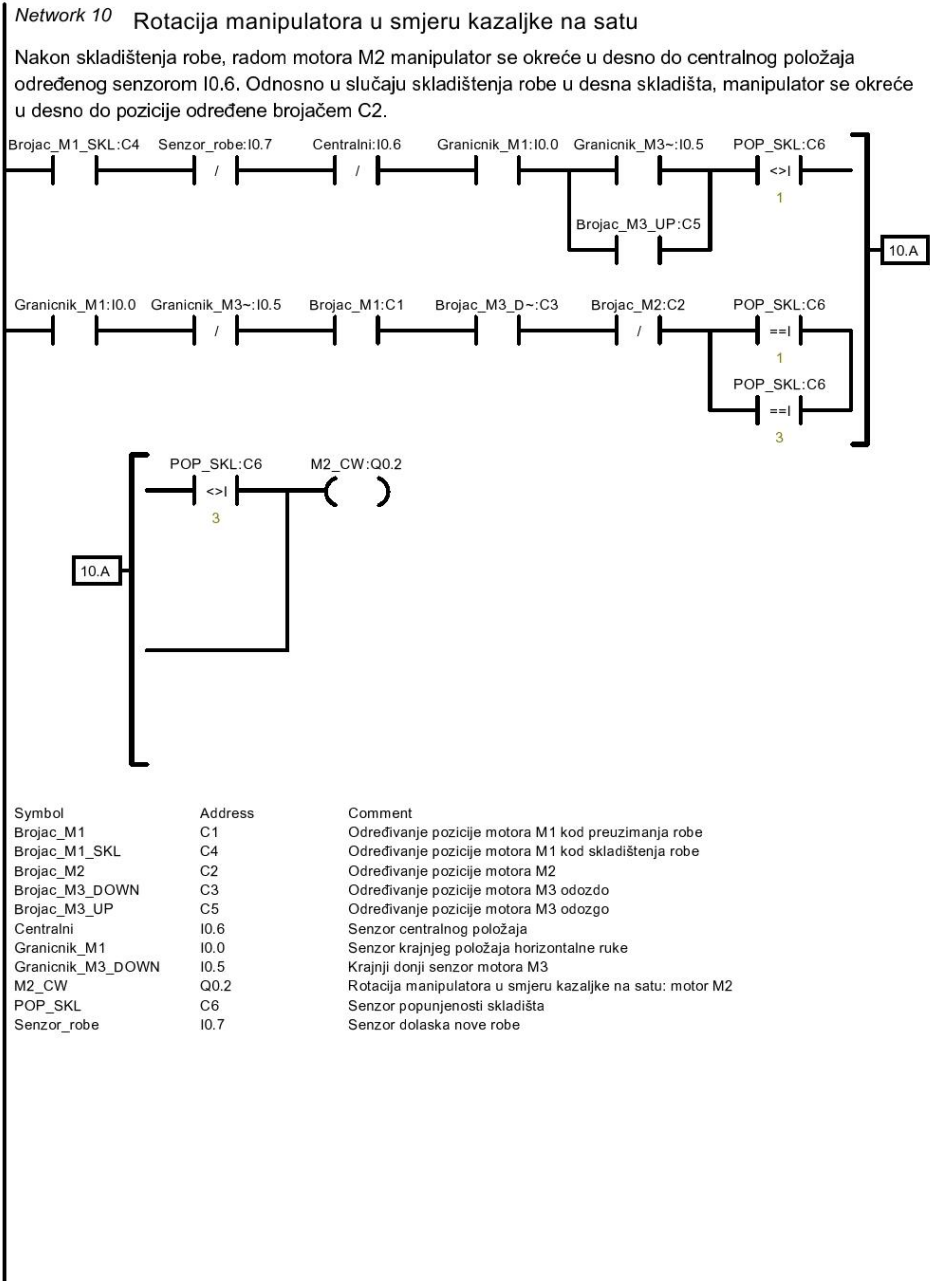 Network 10 Rotacija manipulatora u smjeru kazaljke na satu
Nakon skladištenja robe, radom motora M2 manipulator se okreće u desno do centralnog položaja
određenog senzorom I0.6. Odnosno u slučaju skladištenja robe u desna skladišta, manipulator se okreće
u desno do pozicije određene brojačem C2.
Brojac_M1_SKL:C4 Senzor_robe:I0.7 Centralni:I0.6 Granicnik_M1:I0.0 Granicnik_M3~:I0.5 POP_SKL:C6
/ / <>I
1
Brojac_M3_UP:C5
10.A
Granicnik_M1:I0.0 Granicnik_M3~:I0.5 Brojac_M1:C1 Brojac_M3_D~:C3 Brojac_M2:C2 POP_SKL:C6
/ / ==I
1
POP_SKL:C6
==I
3
POP_SKL:C6 M2_CW:Q0.2
<>I
3
10.A
Symbol Address Comment
Brojac_M1 C1 Određivanje pozicije motora M1 kod preuzimanja robe
Brojac_M1_SKL C4 Određivanje pozicije motora M1 kod skladištenja robe
Brojac_M2 C2 Određivanje pozicije motora M2
Brojac_M3_DOWN C3 Određivanje pozicije motora M3 odozdo
Brojac_M3_UP C5 Određivanje pozicije motora M3 odozgo
Centralni I0.6 Senzor centralnog položaja
Granicnik_M1 I0.0 Senzor krajnjeg položaja horizontalne ruke
Granicnik_M3_DOWN I0.5 Krajnji donji senzor motora M3
M2_CW Q0.2 Rotacija manipulatora u smjeru kazaljke na satu: motor M2
POP_SKL C6 Senzor popunjenosti skladišta
Senzor_robe I0.7 Senzor dolaska nove robe